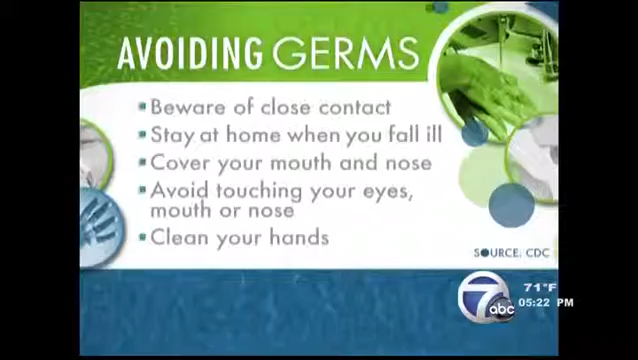 AVOIDING GERMS
Beware of close contact
Stay at home when you fall ill
Cover your mouth and nose
Avoid touching your eyes,
mouth or nose
Clean your hands
SOURCE: CDC
7 abc
71°F
05:22 PM